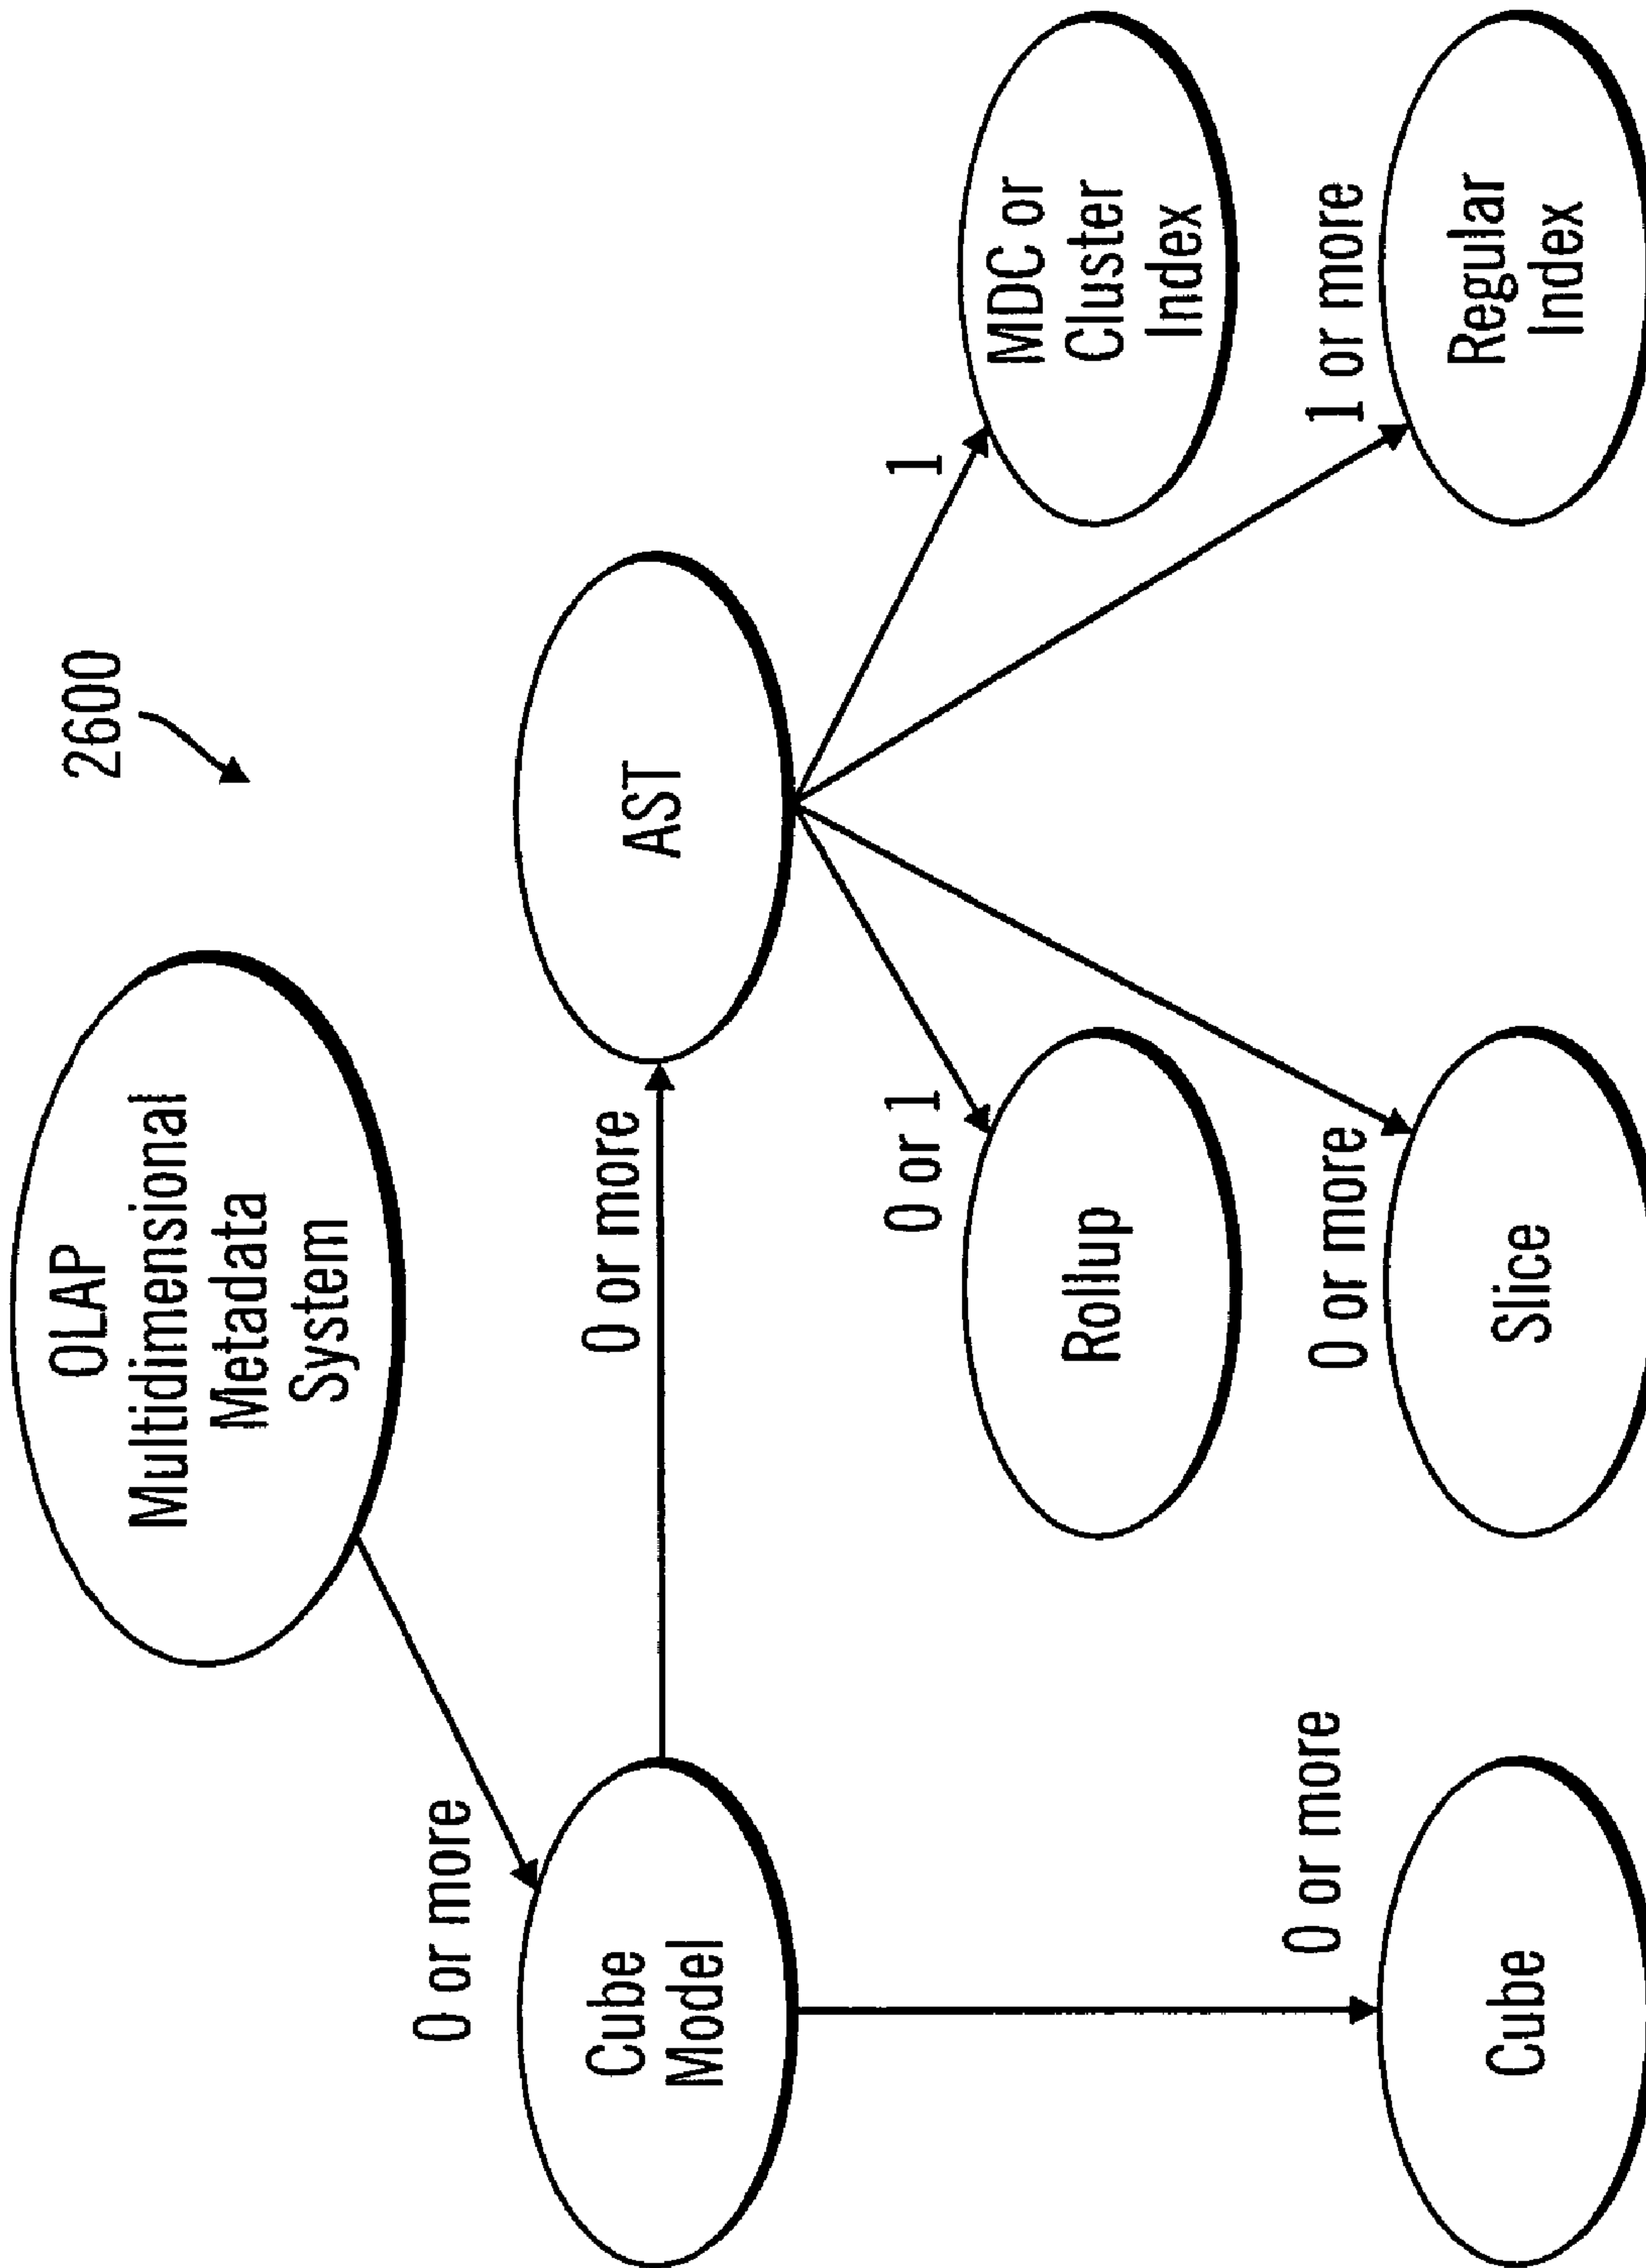 2600
OLAP
Multidimensional
Metadata
System
0 or more
Cube
Model
0 or more
AST
0 or 1
Rollup
1
MDC or
Cluster
Index
0 or more
Cube
0 or more
Slice
1 or more
Regular
Index